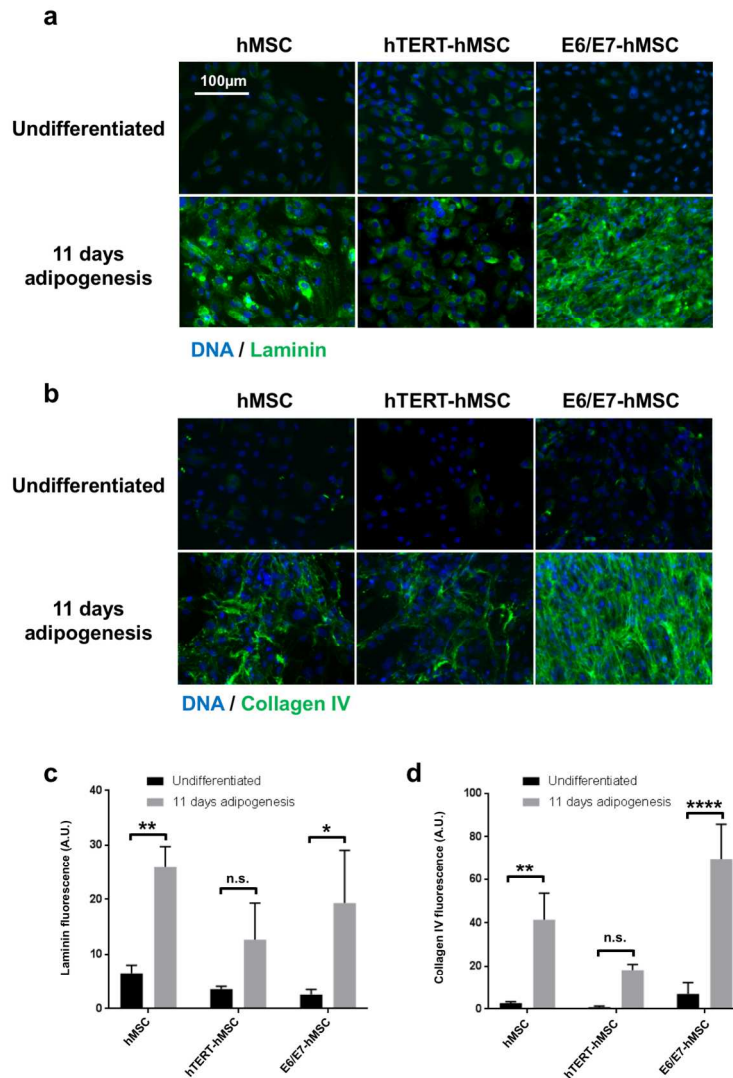 a
hMSC hTERT-hMSC E6/E7-hMSC
100µm
Undifferentiated
11 days
adipogenesis
DNA / Laminin
b
hMSC hTERT-hMSC E6/E7-hMSC
Undifferentiated
11 days
adipogenesis
DNA / Collagen IV
c
Undifferentiated
11 days adipogenesis
Laminin fluorescence (A.U.)
40
30
20
10
0
**
n.s.
*
hMSC
hTERT-hMSC
E6/E7-hMSC
d
Undifferentiated
11 days adipogenesis
Collagen IV fluorescence (A.U.)
100
80
60
40
20
0
**
n.s.
****
hMSC
hTERT-hMSC
E6/E7-hMSC